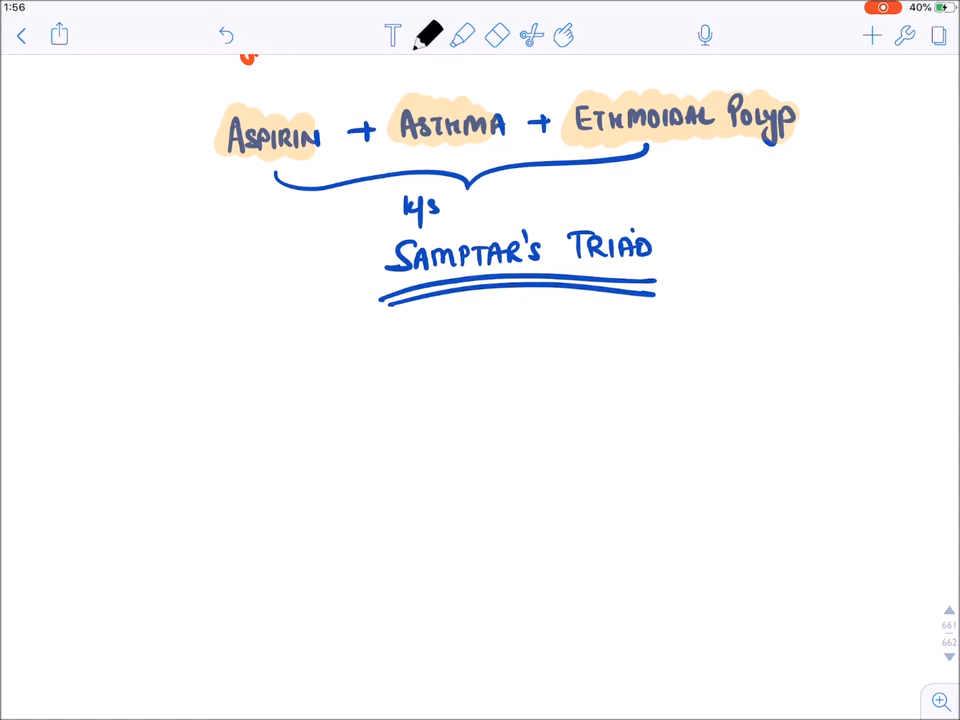 1:56
40%
T
ASPIRIN + ASTHMA + ETHMOIDAL POLYP
k/s
SAMPTAR'S TRIAD
661
662